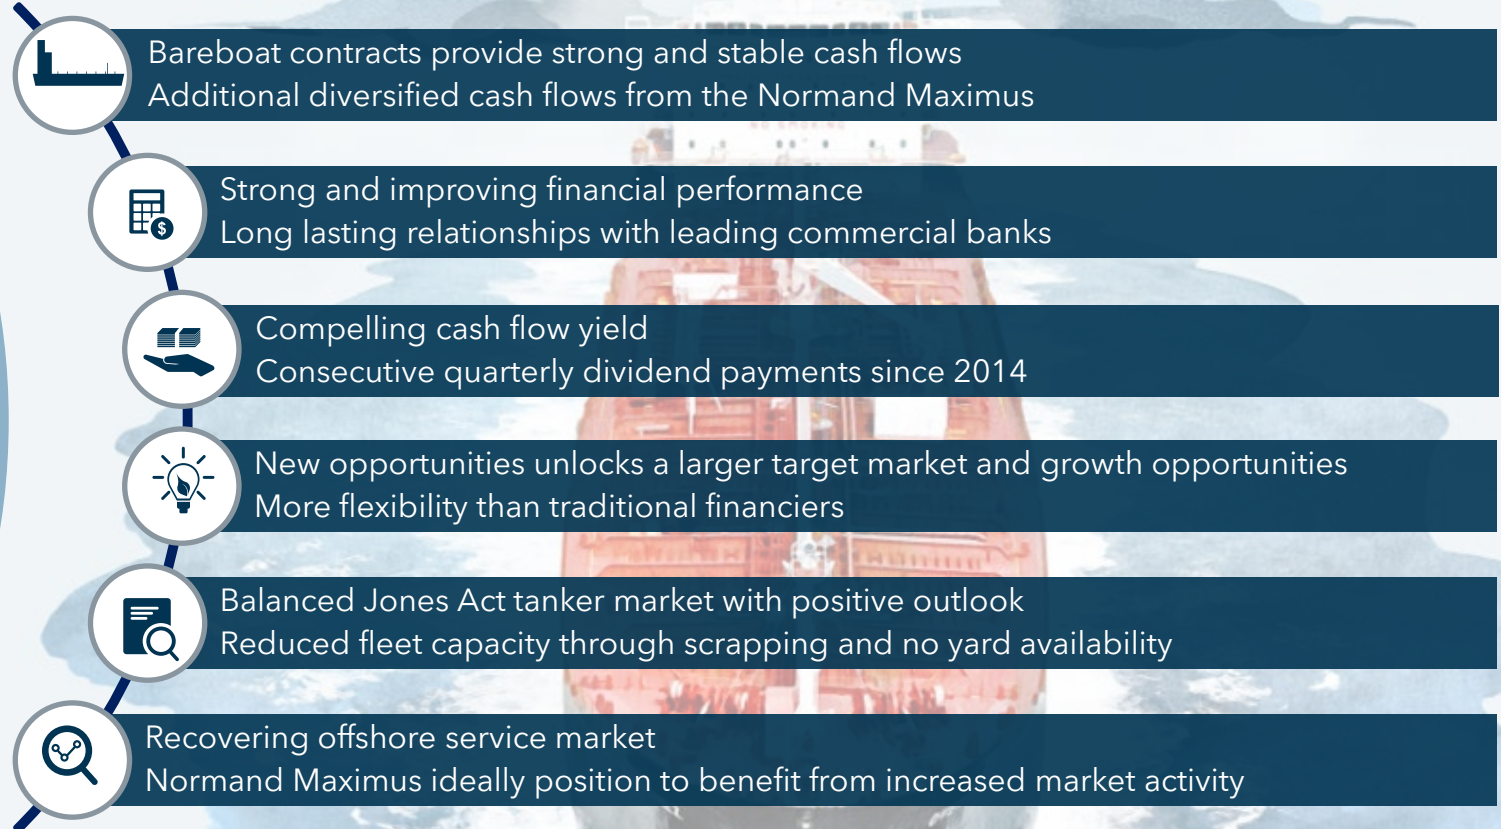 Bareboat contracts provide strong and stable cash flows
Additional diversified cash flows from the Normand Maximus
NO SMOKING
Strong and improving financial performance
Long lasting relationships with leading commercial banks
$
Compelling cash flow yield
Consecutive quarterly dividend payments since 2014
New opportunities unlocks a larger target market and growth opportunities
More flexibility than traditional financiers
Balanced Jones Act tanker market with positive outlook
Reduced fleet capacity through scrapping and no yard availability
Recovering offshore service market
Normand Maximus ideally position to benefit from increased market activity